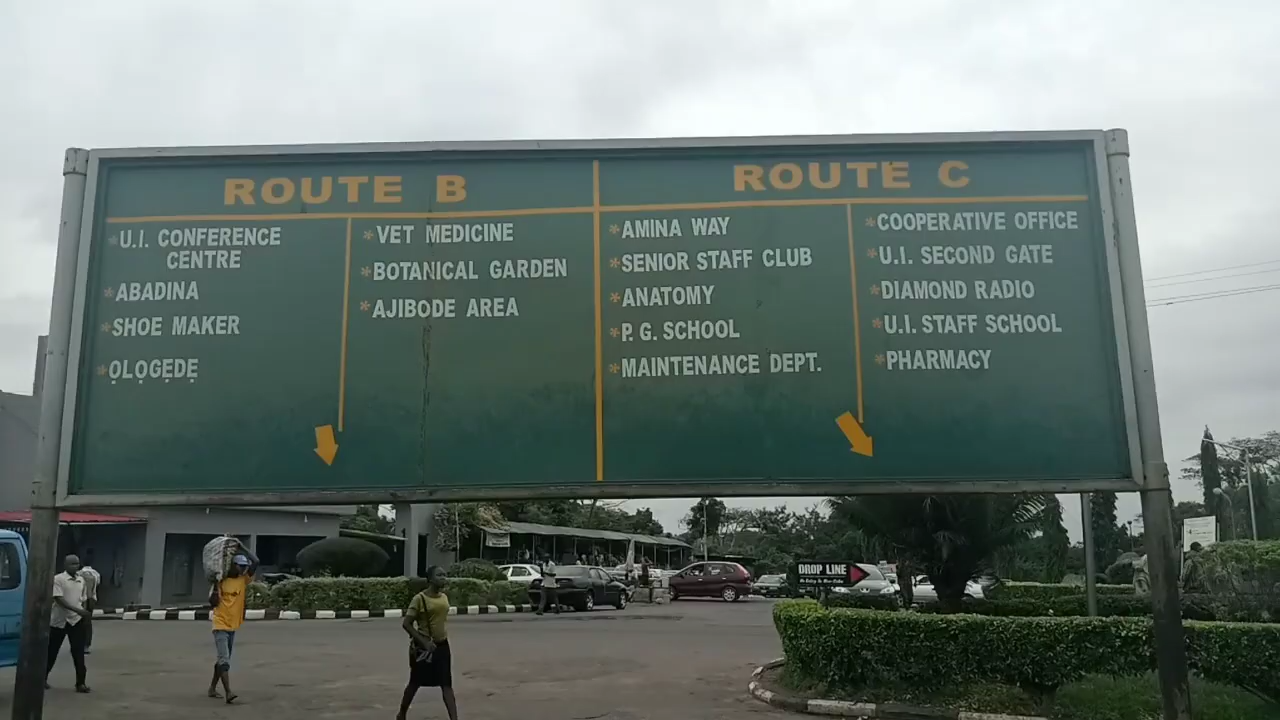 ROUTE B
*U.I. CONFERENCE
CENTRE
*ABADINA
*SHOE MAKER
*ỌLỌGẸDẸ
*VET MEDICINE
*BOTANICAL GARDEN
*AJIBODE AREA
ROUTE C
*AMINA WAY
*SENIOR STAFF CLUB
*ANATOMY
*P. G. SCHOOL
*MAINTENANCE DEPT.
*COOPERATIVE OFFICE
*U.I. SECOND GATE
*DIAMOND RADIO
*U.I. STAFF SCHOOL
*PHARMACY
DROP LINE